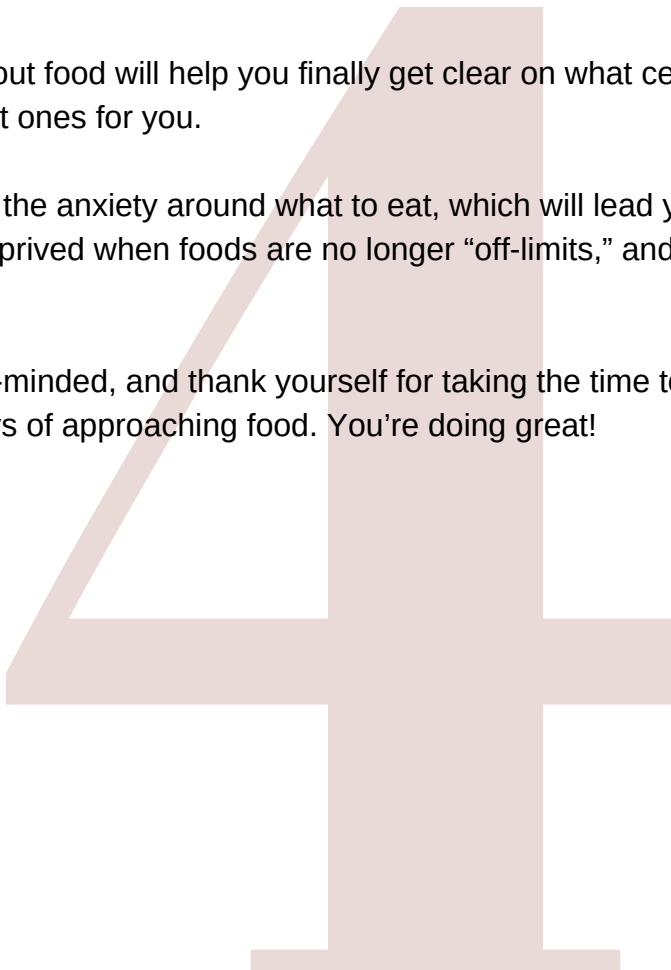 out food will help you finally get clear on what ce
t ones for you.
the anxiety around what to eat, which will lead y
prived when foods are no longer “off-limits,” and
-minded, and thank yourself for taking the time to
s of approaching food. You’re doing great!
4